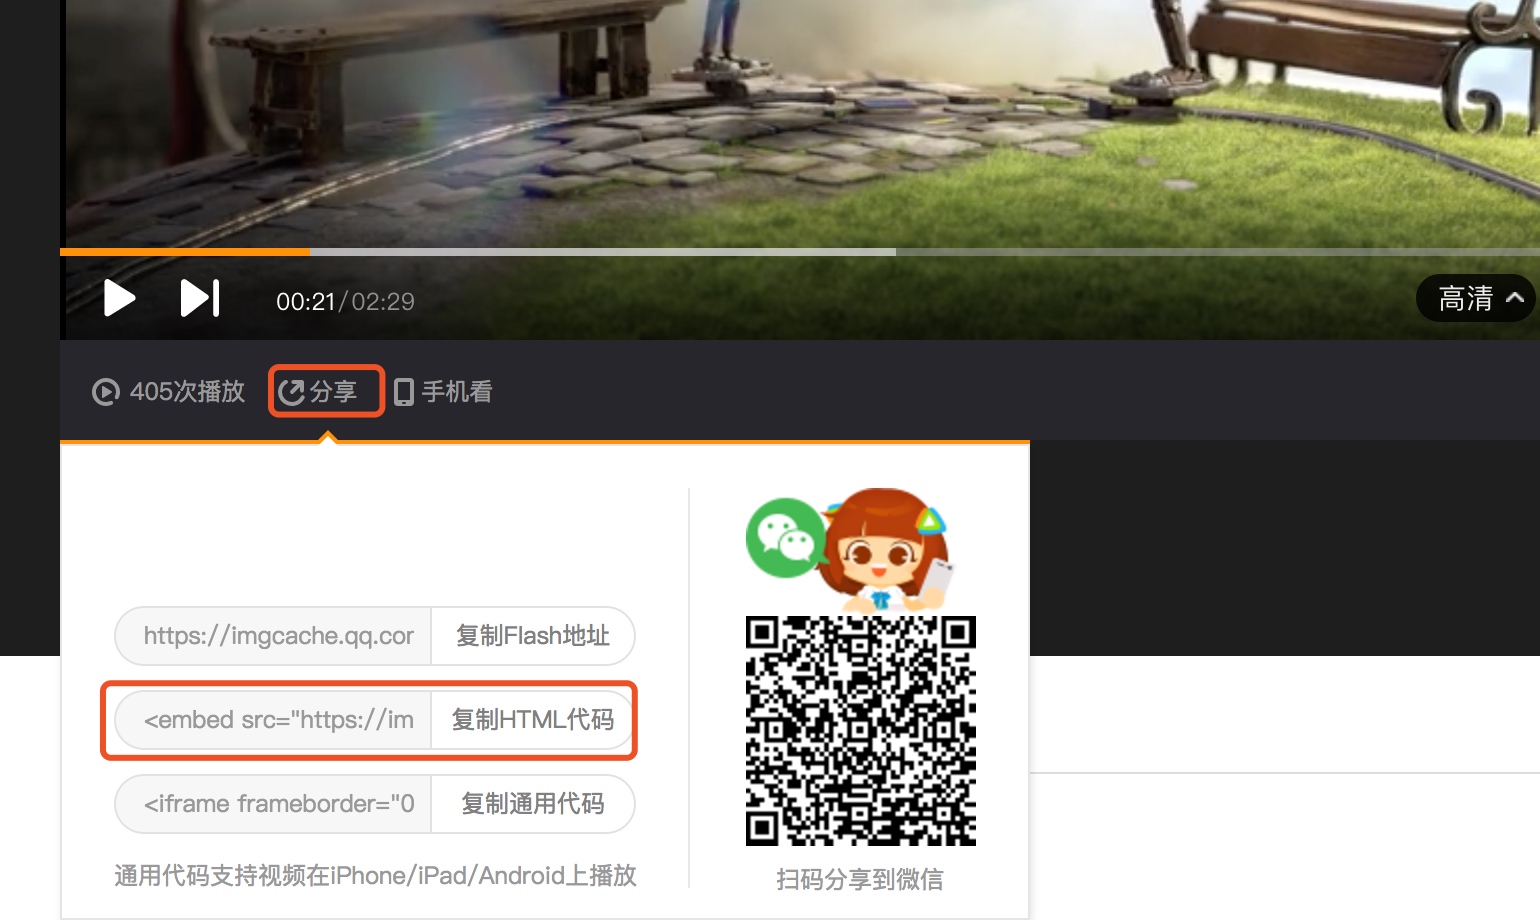 00:21/02:29
高清
405次播放
分享
手机看
https://imgcache.qq.cor
复制Flash地址
<embed src="https://im
复制HTML代码
<iframe frameborder="0
复制通用代码
通用代码支持视频在iPhone/iPad/Android上播放
扫码分享到微信